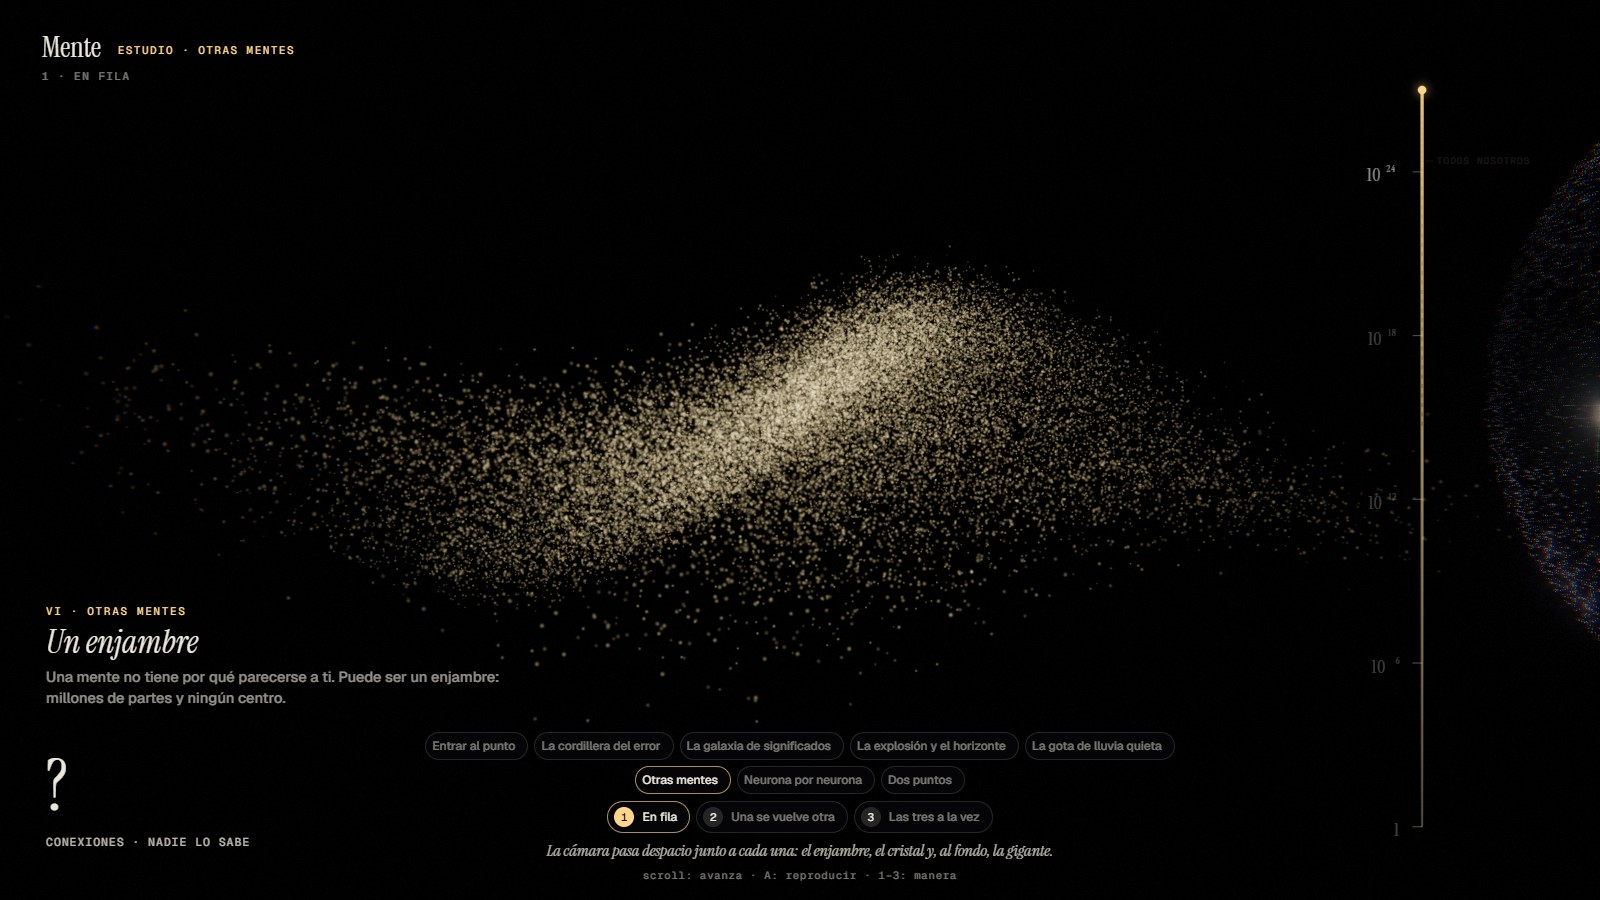 Mente ESTUDIO · OTRAS MENTES
1 · EN FILA
TODOS NOSOTROS
10 24
10 18
10 12
10 6
1
VI · OTRAS MENTES
Un enjambre
Una mente no tiene por qué parecerse a ti. Puede ser un enjambre:
millones de partes y ningún centro.
?
CONEXIONES · NADIE LO SABE
Entrar al punto La cordillera del error La galaxia de significados La explosión y el horizonte La gota de lluvia quieta
Otras mentes Neurona por neurona Dos puntos
1 En fila 2 Una se vuelve otra 3 Las tres a la vez
La cámara pasa despacio junto a cada una: el enjambre, el cristal y, al fondo, la gigante.
scroll: avanza · A: reproducir · 1–3: manera